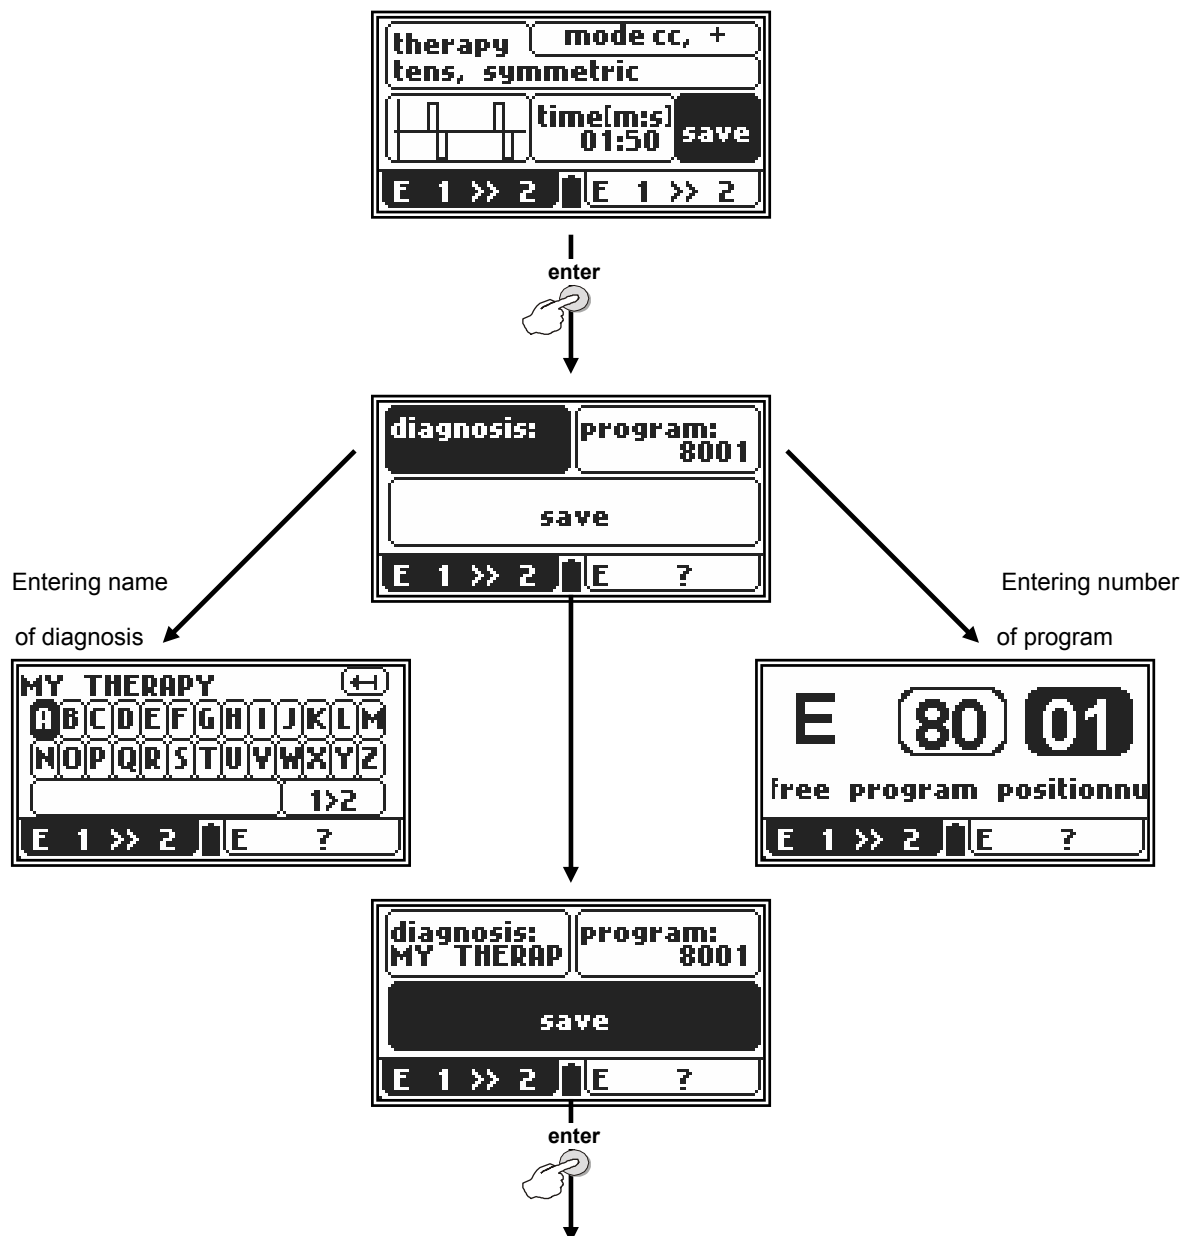 therapy mode cc, +
tens, symmetric
time[m:s]
01:50 save
E 1 >> 2 E 1 >> 2
enter
diagnosis: program:
8001
save
E 1 >> 2 E ?
Entering name
of diagnosis
Entering number
of program
MY THERAPY
A B C D E F G H I J K L M
N O P Q R S T U V W X Y Z
1>2
E 1 >> 2 E ?
E 80 01
free program positionnu
E 1 >> 2 E ?
diagnosis: program:
MY THERAP 8001
save
E 1 >> 2 E ?
enter